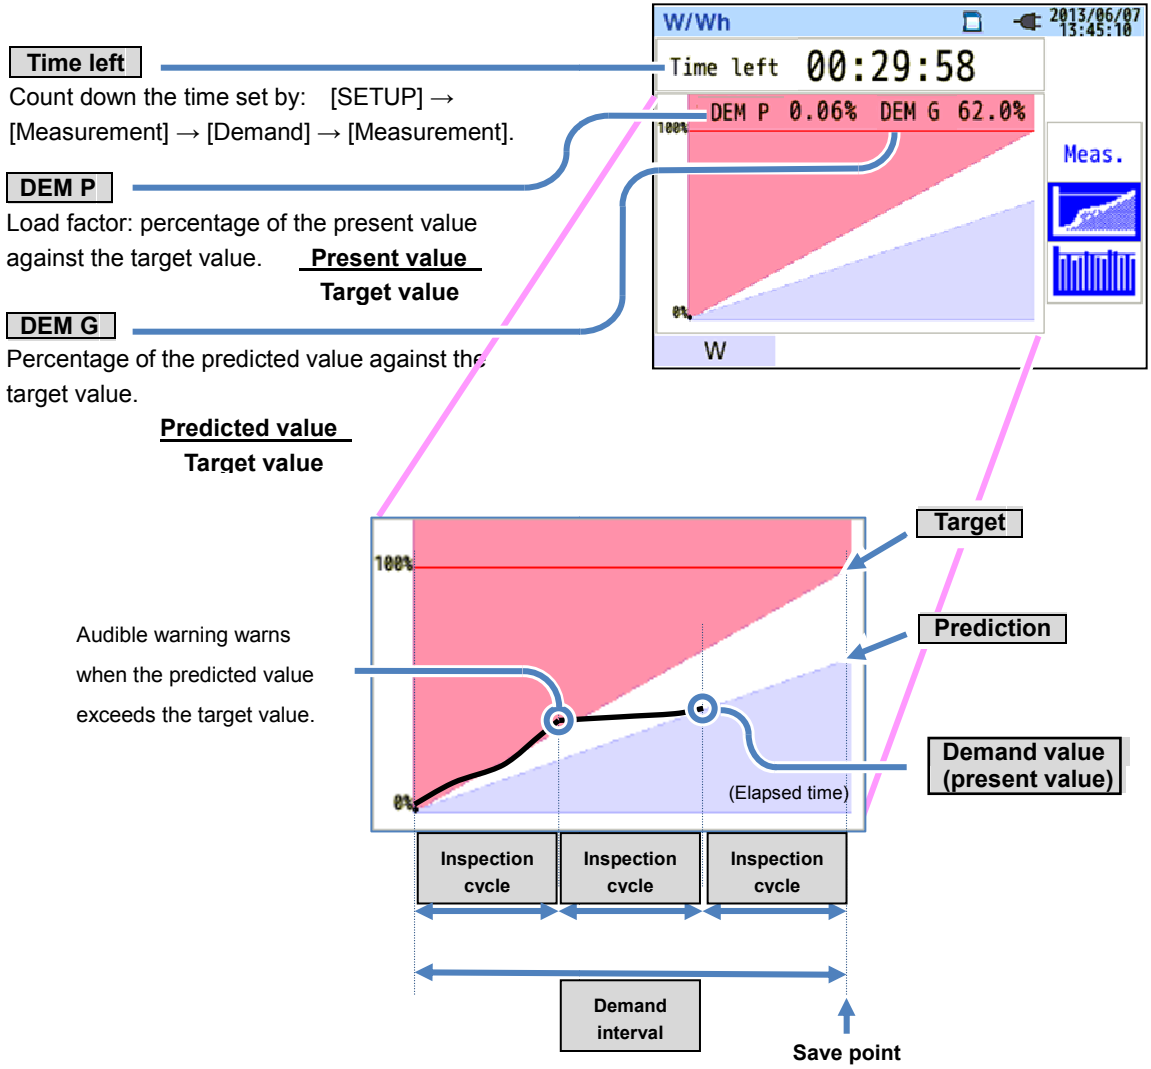 W/Wh
2013/06/07
13:45:10
Time left
Time left 00:29:58
Count down the time set by: [SETUP] →
[Measurement] → [Demand] → [Measurement].
DEM P 0.06% DEM G 62.0%
100%
Meas.
DEM P
Load factor: percentage of the present value
against the target value. Present value
Target value
0%
DEM G
W
Percentage of the predicted value against the
target value.
Predicted value
Target value
Target
100%
Prediction
Audible warning warns
when the predicted value
exceeds the target value.
Demand value
(present value)
(Elapsed time)
0%
Inspection
cycle
Inspection
cycle
Inspection
cycle
Demand
interval
Save point